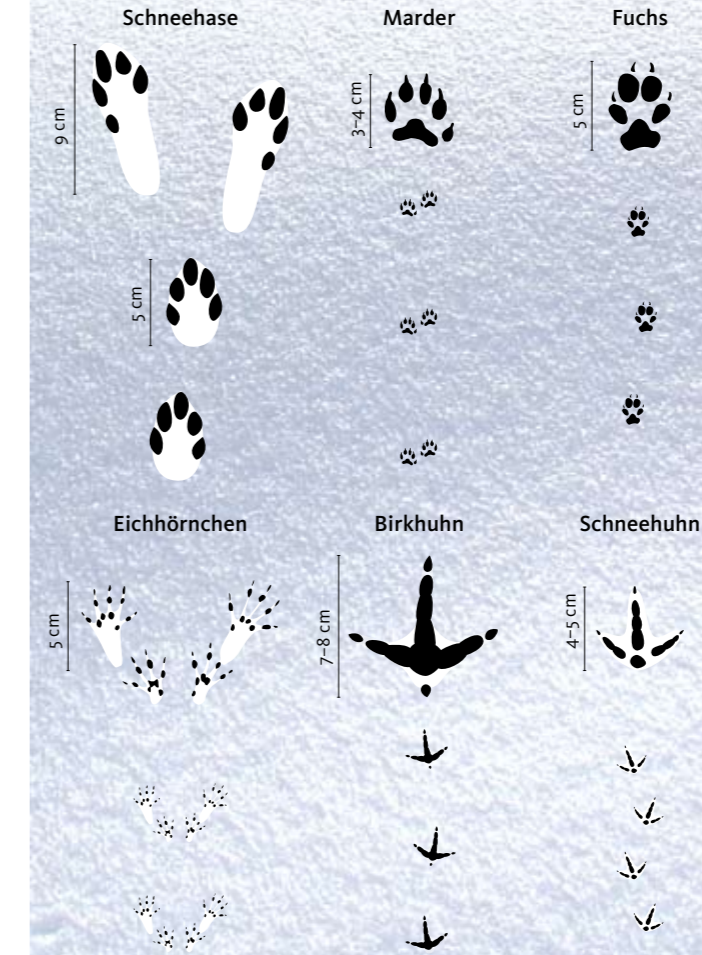 Schneehase
Marder
Fuchs
9 cm
3–4 cm
5 cm
5 cm
Eichhörnchen
Birkhuhn
Schneehuhn
5 cm
7–8 cm
4–5 cm